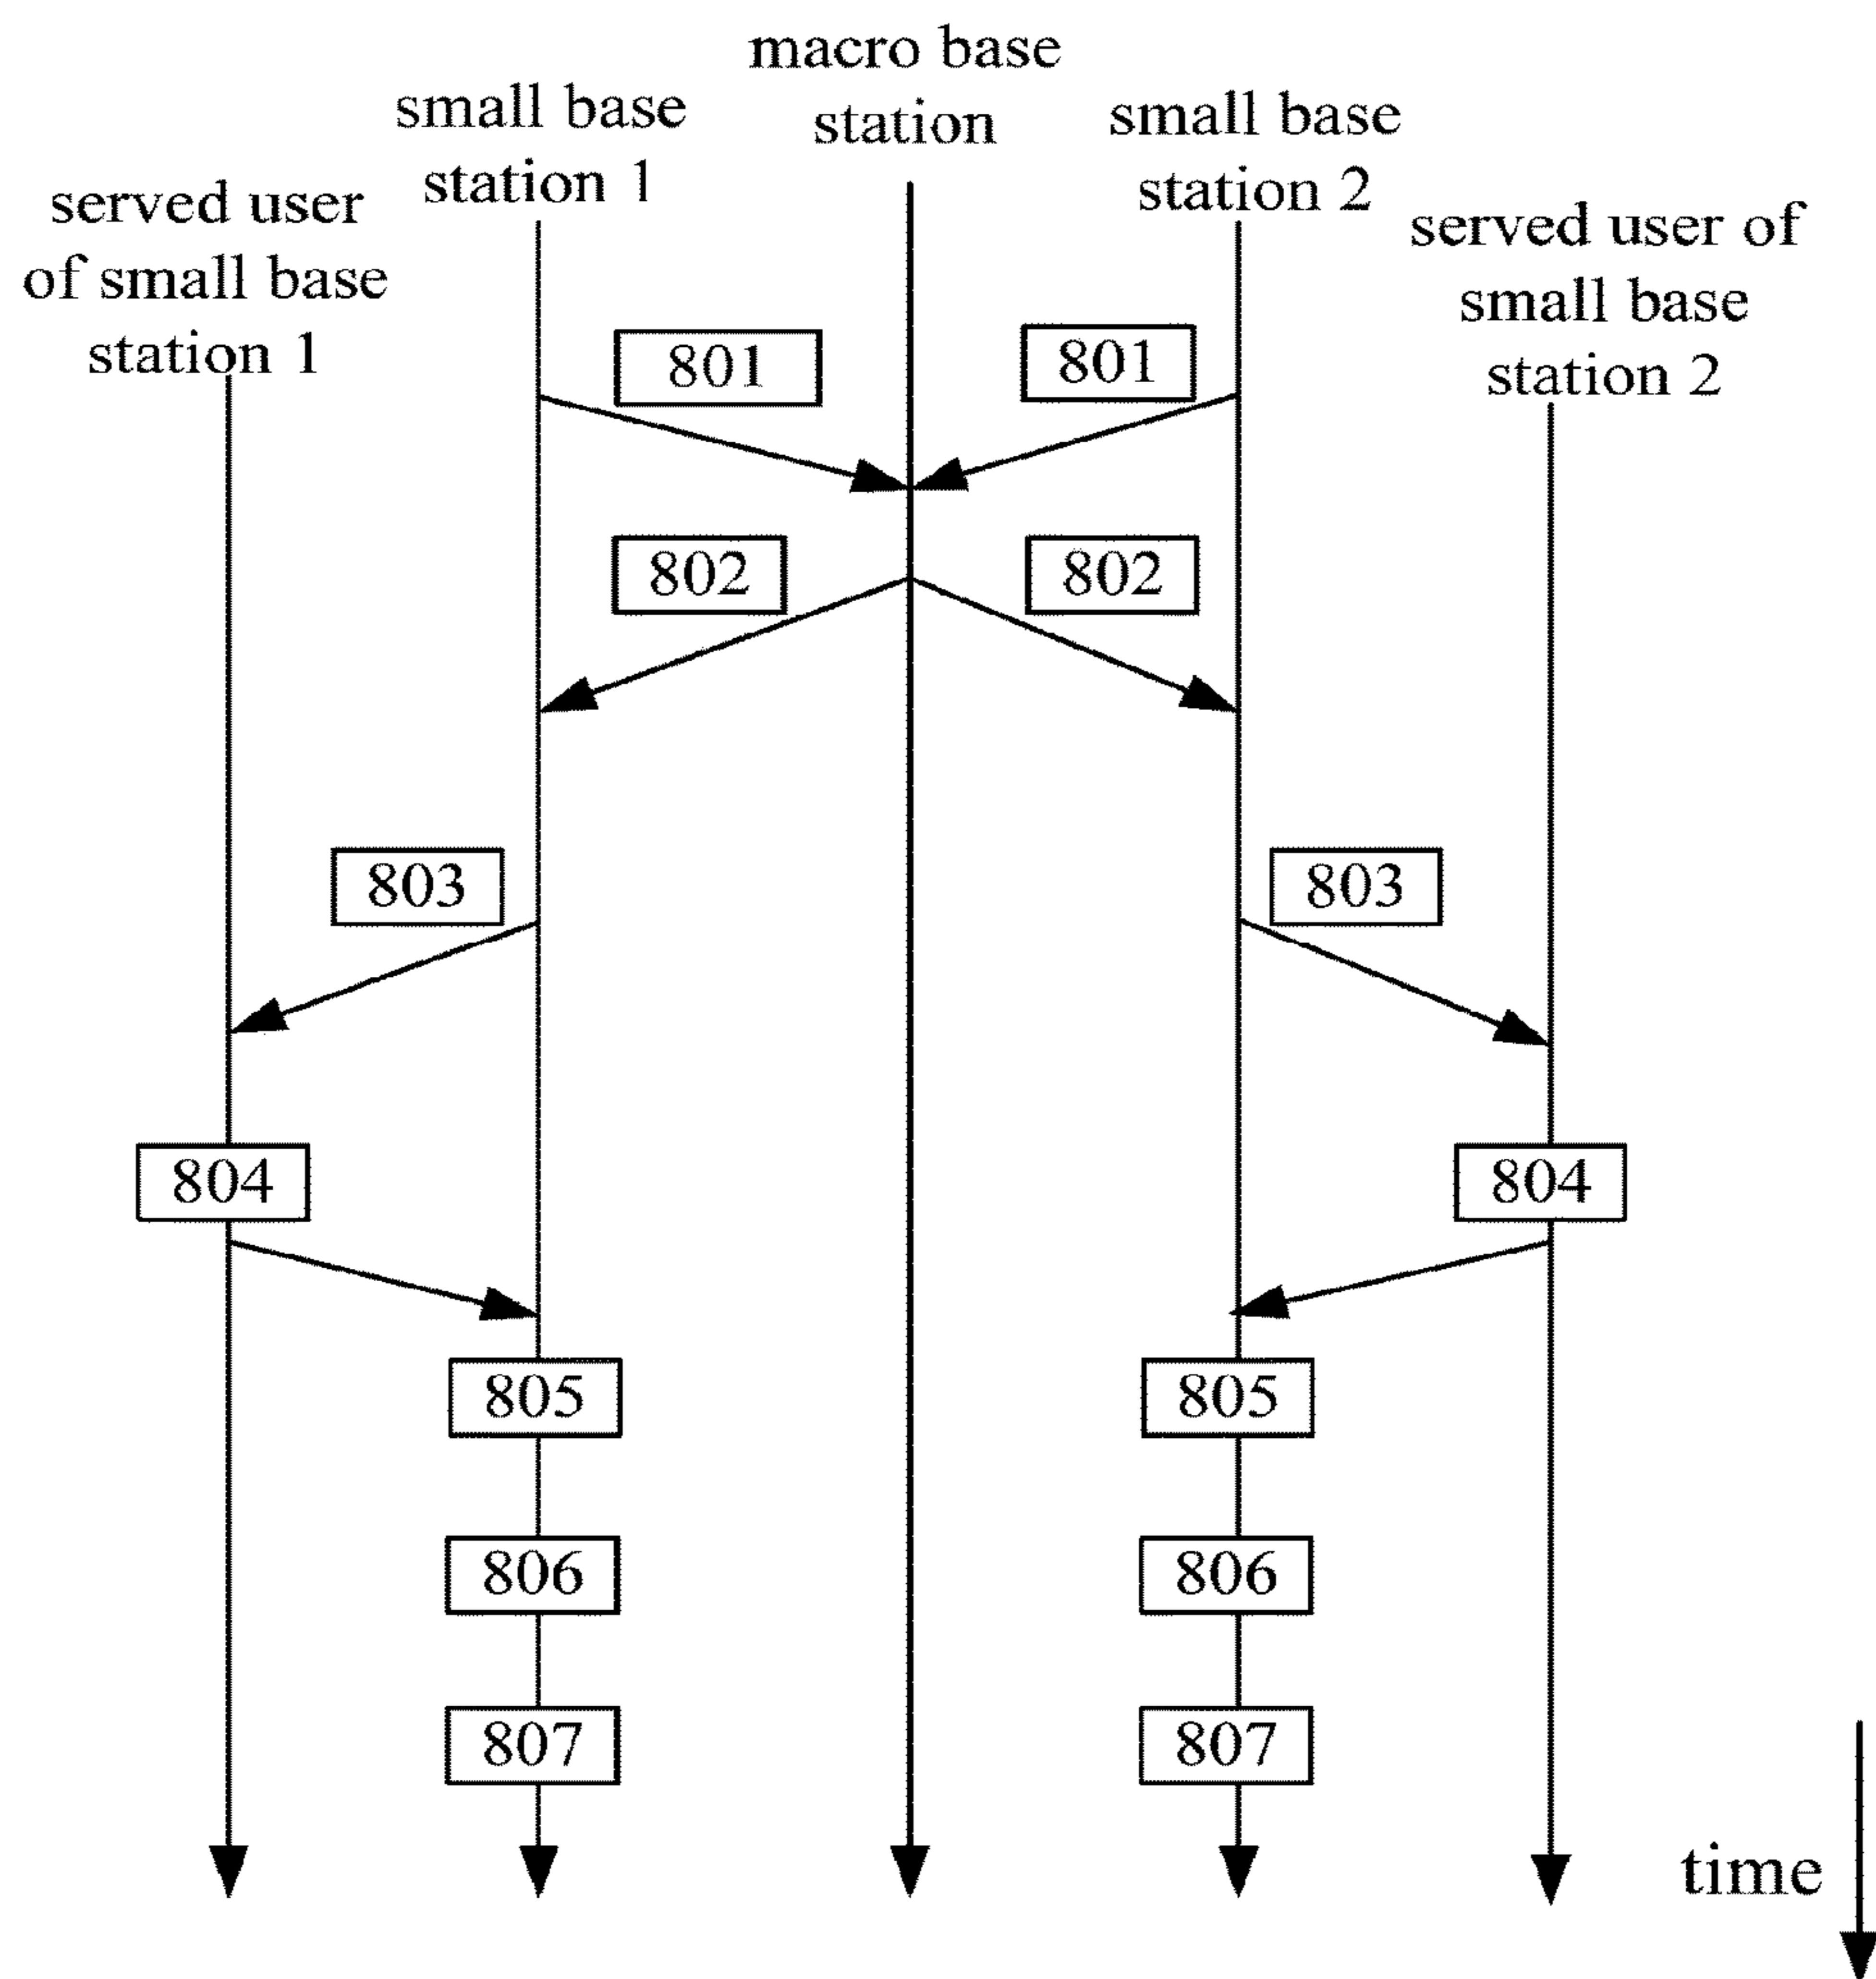 macro base
station
small base
station 1
small base
station 2
served user
of small base
station 1
served user of
small base
station 2
801
801
802
802
803
803
804
804
805
805
806
806
807
807
time